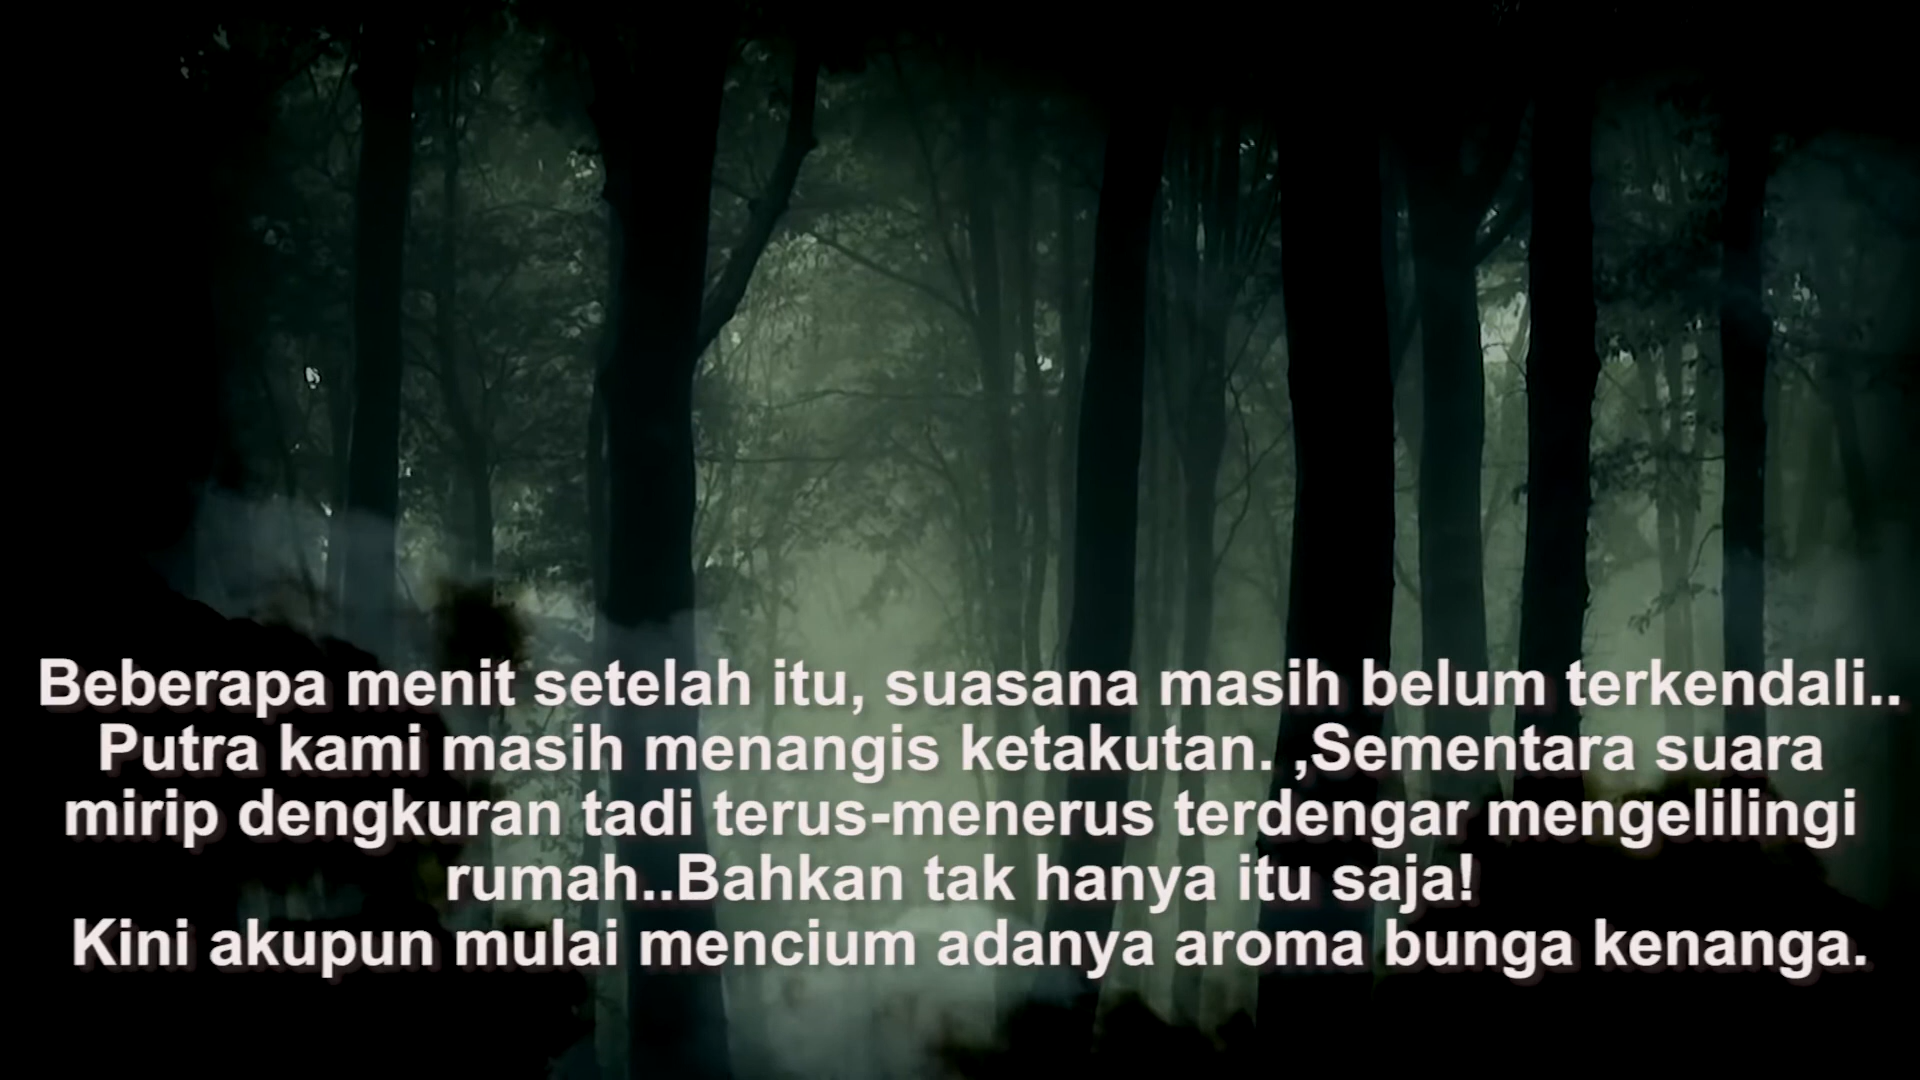 Beberapa menit setelah itu, suasana masih belum terkendali..
Putra kami masih menangis ketakutan. ,Sementara suara
mirip dengkuran tadi terus-menerus terdengar mengelilingi
rumah..Bahkan tak hanya itu saja!
Kini akupun mulai mencium adanya aroma bunga kenanga.